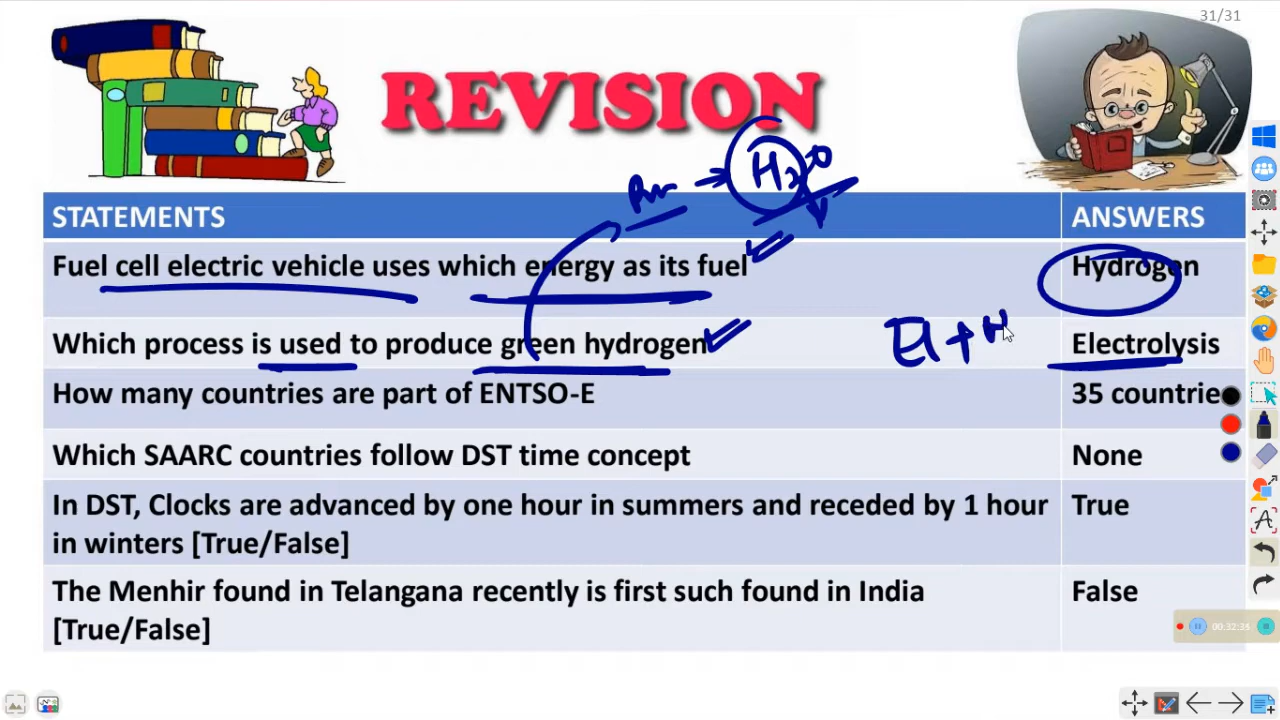 31/31
REVISION
H₂O
STATEMENTS
ANSWERS
Fuel cell electric vehicle uses which energy as its fuel
Hydrogen
Which process is used to produce green hydrogen
El + H
Electrolysis
How many countries are part of ENTSO-E
35 countrie
Which SAARC countries follow DST time concept
None
In DST, Clocks are advanced by one hour in summers and receded by 1 hour
in winters [True/False]
True
The Menhir found in Telangana recently is first such found in India
[True/False]
False